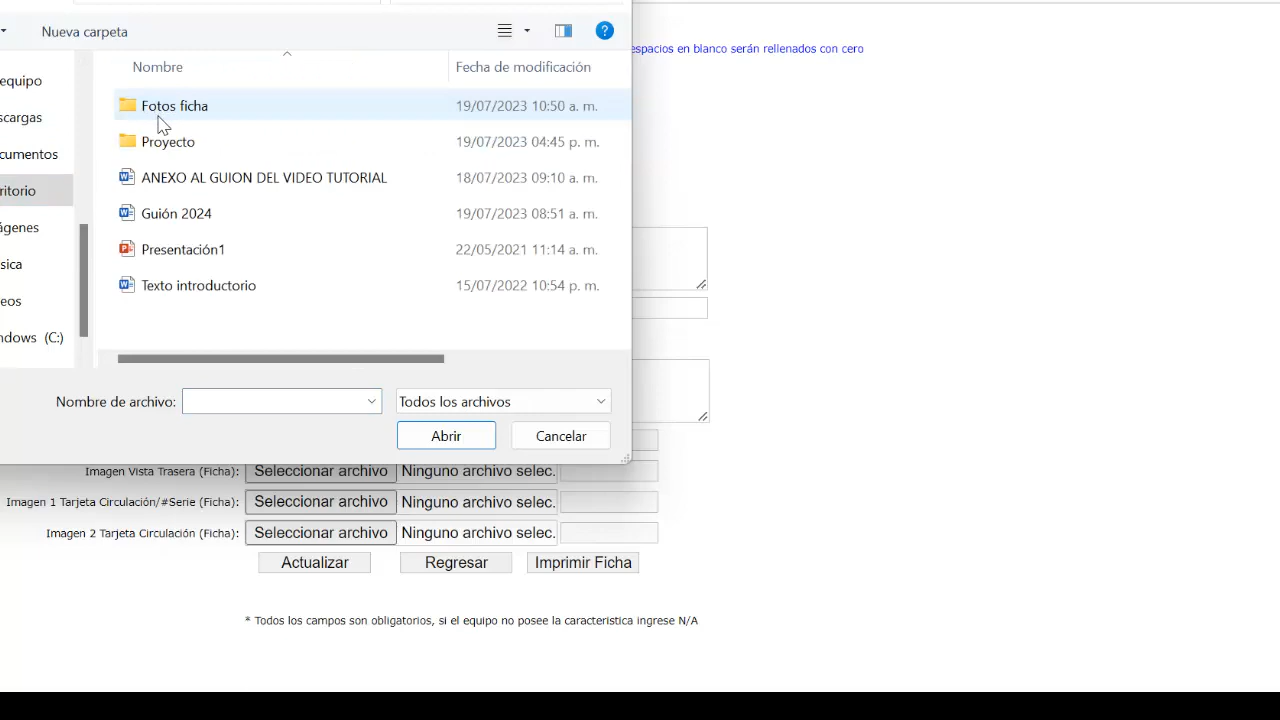 Nueva carpeta
espacios en blanco serán rellenados con cero
Nombre
Fecha de modificación
equipo
Fotos ficha
19/07/2023 10:50 a. m.
scargas
Proyecto
19/07/2023 04:45 p. m.
cumentos
ANEXO AL GUION DEL VIDEO TUTORIAL
18/07/2023 09:10 a. m.
ritorio
Guión 2024
19/07/2023 08:51 a. m.
ágenes
Presentación1
22/05/2021 11:14 a. m.
sica
Texto introductorio
15/07/2022 10:54 p. m.
eos
ndows (C:)
Nombre de archivo:
Todos los archivos
Abrir
Cancelar
Imagen Vista Trasera (Ficha):
Seleccionar archivo
Ninguno archivo selec.
Imagen 1 Tarjeta Circulación/#Serie (Ficha):
Seleccionar archivo
Ninguno archivo selec.
Imagen 2 Tarjeta Circulación (Ficha):
Seleccionar archivo
Ninguno archivo selec.
Actualizar
Regresar
Imprimir Ficha
* Todos los campos son obligatorios, si el equipo no posee la caracteristica ingrese N/A